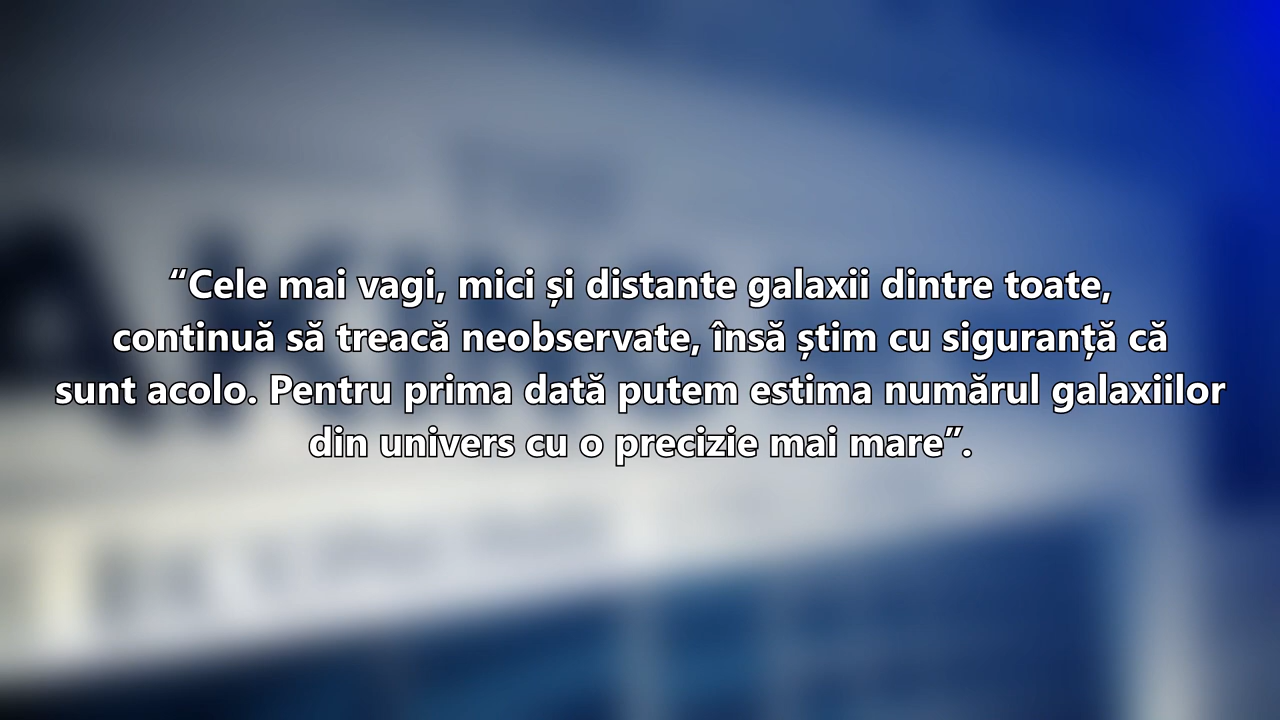 “Cele mai vagi, mici și distante galaxii dintre toate,
continuă să treacă neobservate, însă știm cu siguranță că
sunt acolo. Pentru prima dată putem estima numărul galaxiilor
din univers cu o precizie mai mare”.